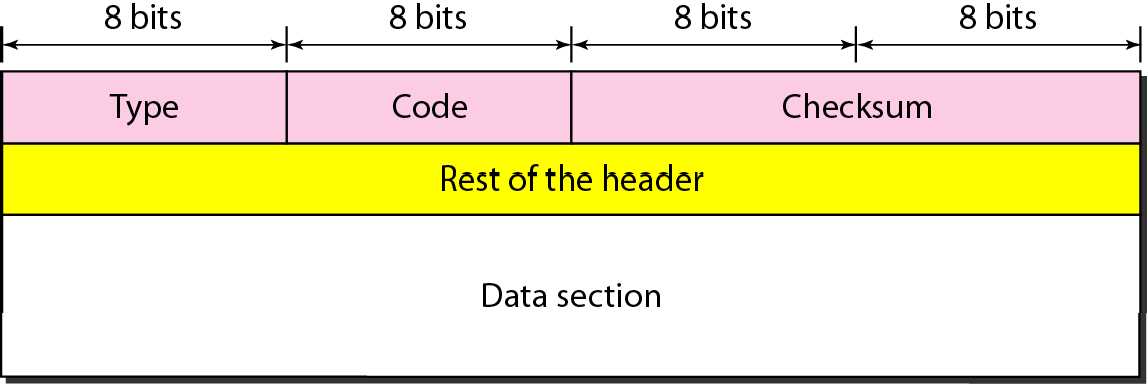 8 bits 8 bits 8 bits 8 bits
Type Code Checksum
Rest of the header
Data section